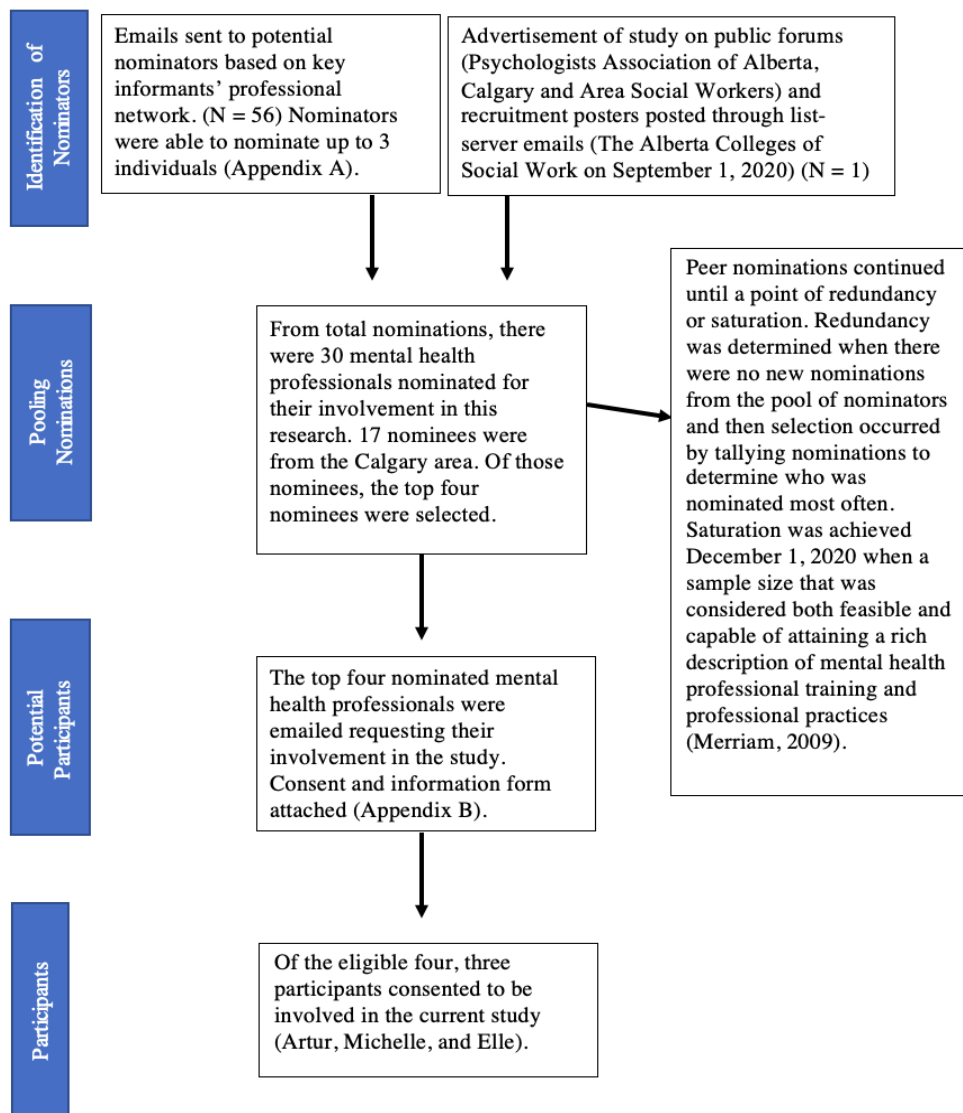 Identification of
Nominators
Emails sent to potential
nominators based on key
informants’ professional
network. (N = 56) Nominators
were able to nominate up to 3
individuals (Appendix A).
Advertisement of study on public forums
(Psychologists Association of Alberta,
Calgary and Area Social Workers) and
recruitment posters posted through list-
server emails (The Alberta Colleges of
Social Work on September 1, 2020) (N = 1)
Pooling
Nominations
From total nominations, there
were 30 mental health
professionals nominated for
their involvement in this
research. 17 nominees were
from the Calgary area. Of those
nominees, the top four
nominees were selected.
Peer nominations continued
until a point of redundancy
or saturation. Redundancy
was determined when there
were no new nominations
from the pool of nominators
and then selection occurred
by tallying nominations to
determine who was
nominated most often.
Saturation was achieved
December 1, 2020 when a
sample size that was
considered both feasible and
capable of attaining a rich
description of mental health
professional training and
professional practices
(Merriam, 2009).
Potential
Participants
The top four nominated mental
health professionals were
emailed requesting their
involvement in the study.
Consent and information form
attached (Appendix B).
Participants
Of the eligible four, three
participants consented to be
involved in the current study
(Artur, Michelle, and Elle).